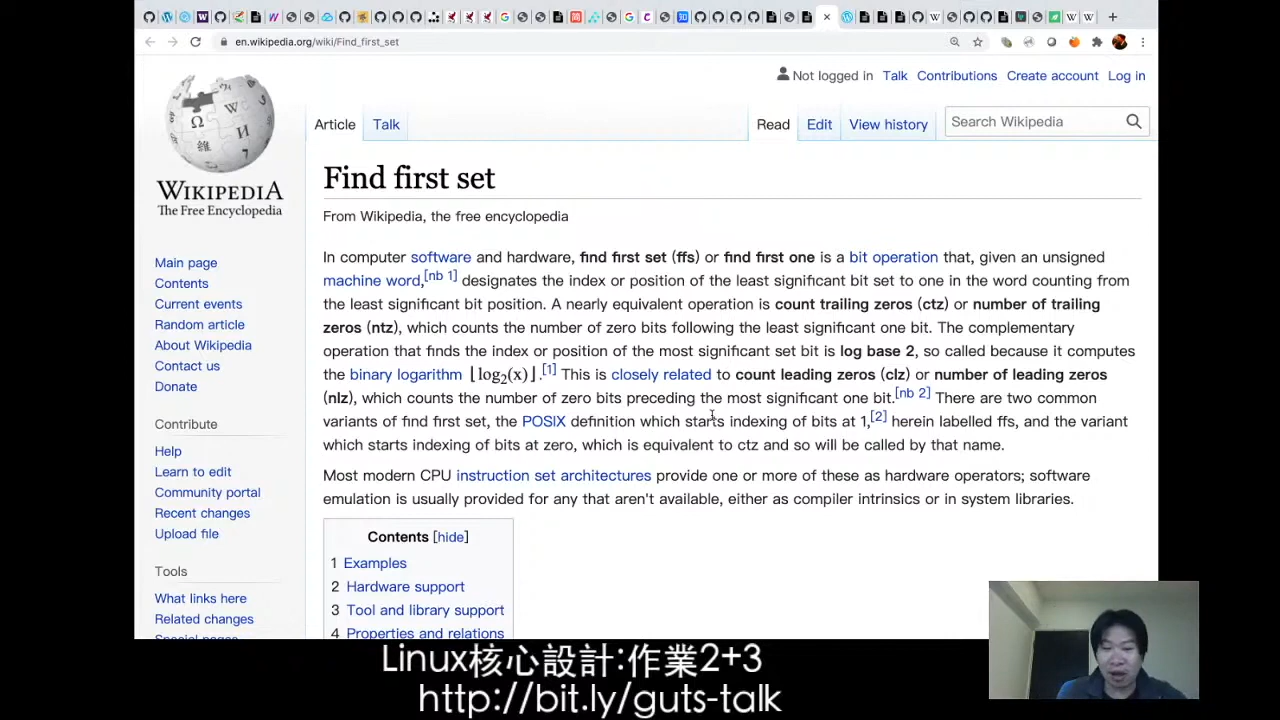 en.wikipedia.org/wiki/Find_first_set
Not logged in Talk Contributions Create account Log in
Article Talk Read Edit View history Search Wikipedia
WIKIPEDIA
The Free Encyclopedia
Find first set
From Wikipedia, the free encyclopedia
In computer software and hardware, find first set (ffs) or find first one is a bit operation that, given an unsigned
machine word,[nb 1] designates the index or position of the least significant bit set to one in the word counting from
the least significant bit position. A nearly equivalent operation is count trailing zeros (ctz) or number of trailing
zeros (ntz), which counts the number of zero bits following the least significant one bit. The complementary
operation that finds the index or position of the most significant set bit is log base 2, so called because it computes
the binary logarithm ⌊log2(x)⌋.[1] This is closely related to count leading zeros (clz) or number of leading zeros
(nlz), which counts the number of zero bits preceding the most significant one bit.[nb 2] There are two common
variants of find first set, the POSIX definition which starts indexing of bits at 1,[2] herein labelled ffs, and the variant
which starts indexing of bits at zero, which is equivalent to ctz and so will be called by that name.
Most modern CPU instruction set architectures provide one or more of these as hardware operators; software
emulation is usually provided for any that aren't available, either as compiler intrinsics or in system libraries.
Contents [hide]
1 Examples
2 Hardware support
3 Tool and library support
4 Properties and relations
Main page
Contents
Current events
Random article
About Wikipedia
Contact us
Donate
Contribute
Help
Learn to edit
Community portal
Recent changes
Upload file
Tools
What links here
Related changes
Special pages
Linux核心設計:作業2+3
http://bit.ly/guts-talk